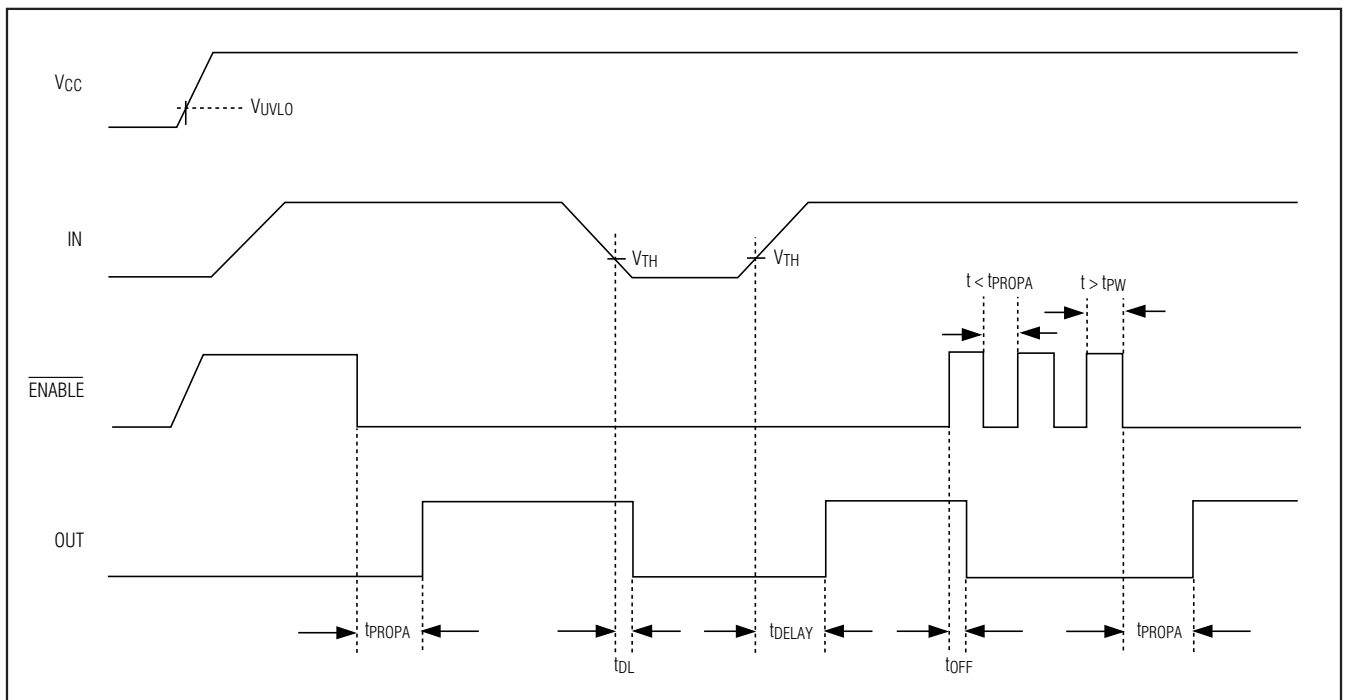 VCC
VUVLO
IN
VTH
VTH
t < tPROPA
t > tPW
ENABLE
OUT
tPROPA
tDL
tDELAY
tOFF
tPROPA